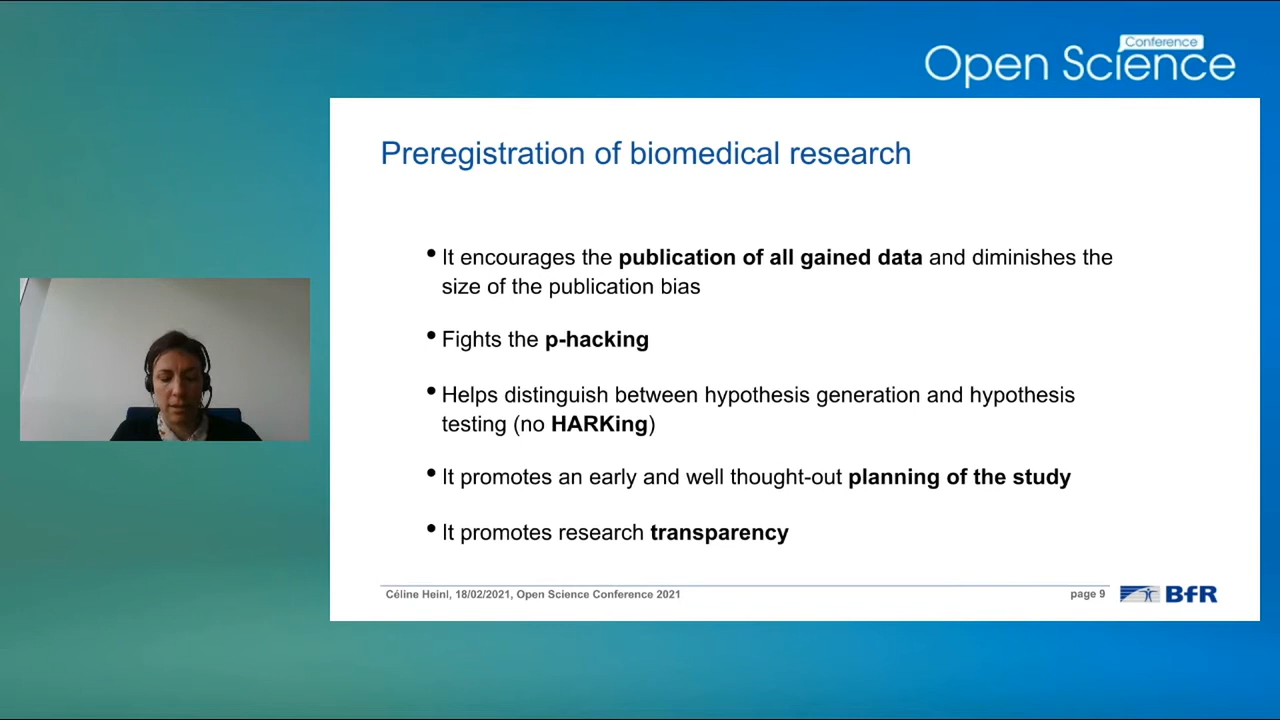 Conference
Open Science
Preregistration of biomedical research
• It encourages the publication of all gained data and diminishes the
size of the publication bias
• Fights the p-hacking
• Helps distinguish between hypothesis generation and hypothesis
testing (no HARKing)
• It promotes an early and well thought-out planning of the study
• It promotes research transparency
Céline Heinl, 18/02/2021, Open Science Conference 2021
page 9
BfR